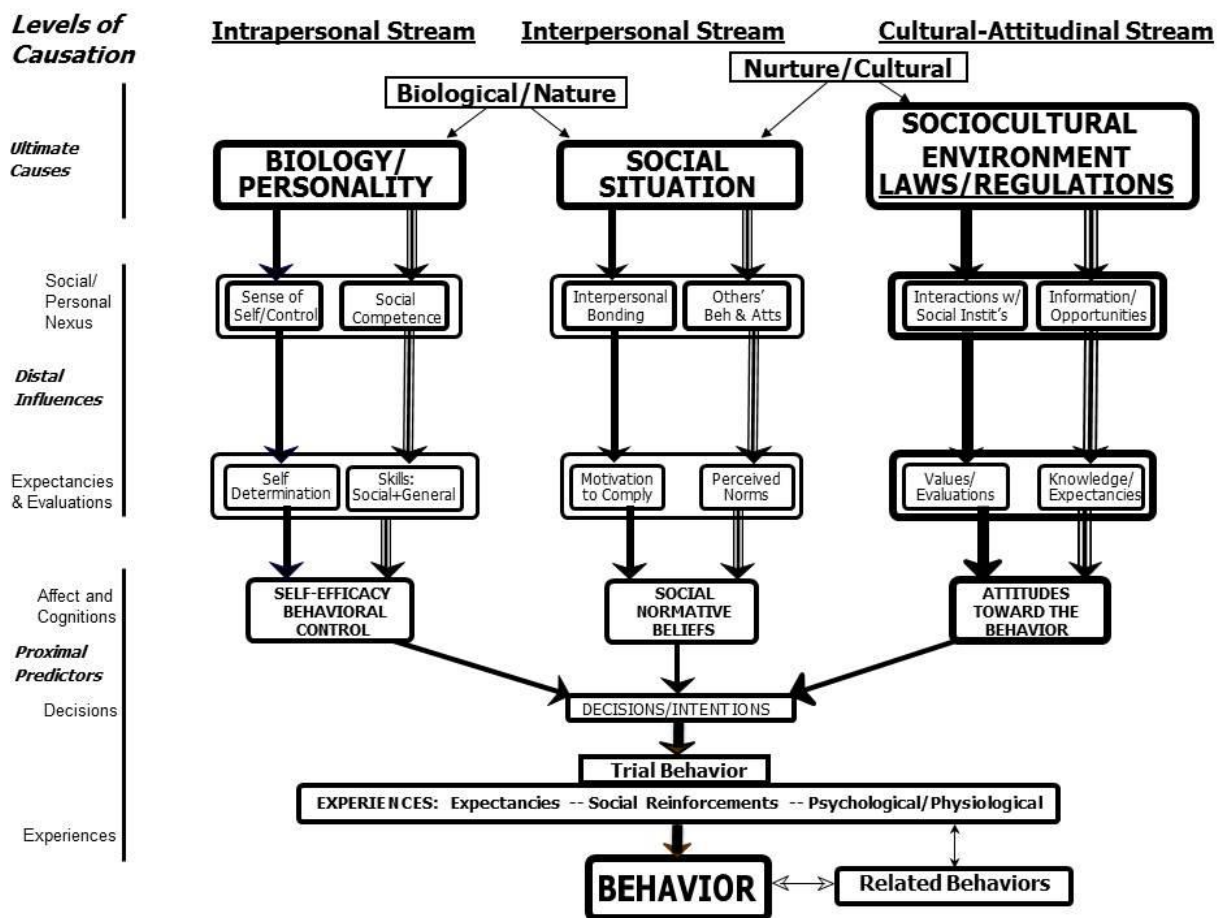 Levels of
Causation
Intrapersonal Stream
Interpersonal Stream
Cultural-Attitudinal Stream
Biological/Nature
Nurture/Cultural
Ultimate
Causes
BIOLOGY/
PERSONALITY
SOCIAL
SITUATION
SOCIOCULTURAL
ENVIRONMENT
LAWS/REGULATIONS
Social/
Personal
Nexus
Sense of
Self/Control
Social
Competence
Interpersonal
Bonding
Others'
Beh & Atts
Interactions w/
Social Instit's
Information/
Opportunities
Distal
Influences
Expectancies
& Evaluations
Self
Determination
Skills:
Social+General
Motivation
to Comply
Perceived
Norms
Values/
Evaluations
Knowledge/
Expectancies
Affect and
Cognitions
SELF-EFFICACY
BEHAVIORAL
CONTROL
SOCIAL
NORMATIVE
BELIEFS
ATTITUDES
TOWARD THE
BEHAVIOR
Proximal
Predictors
Decisions
DECISIONS/INTENTIONS
Trial Behavior
EXPERIENCES: Expectancies -- Social Reinforcements -- Psychological/Physiological
Experiences
BEHAVIOR
Related Behaviors